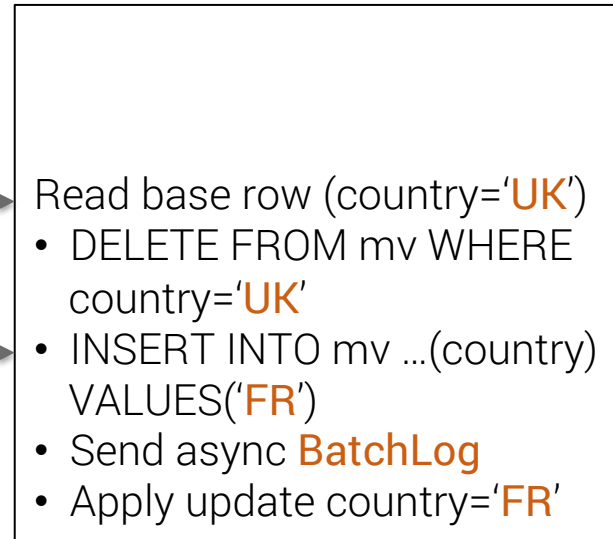 Read base row (country=‘UK’)
• DELETE FROM mv WHERE
country=‘UK’
• INSERT INTO mv …(country)
VALUES(‘FR’)
• Send async BatchLog
• Apply update country=‘FR’